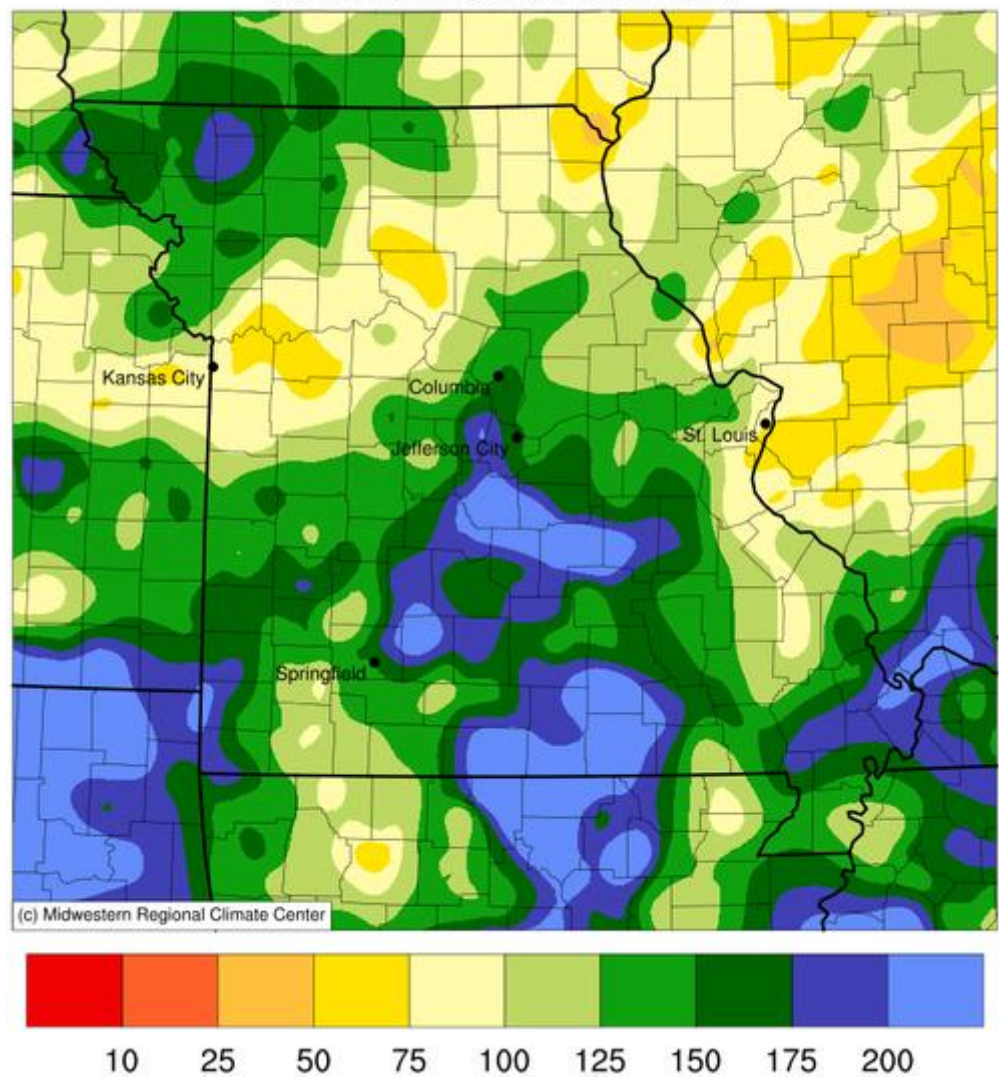 Kansas City
Columbia
Jefferson City
St. Louis
Springfield
(c) Midwestern Regional Climate Center
10 25 50 75 100 125 150 175 200